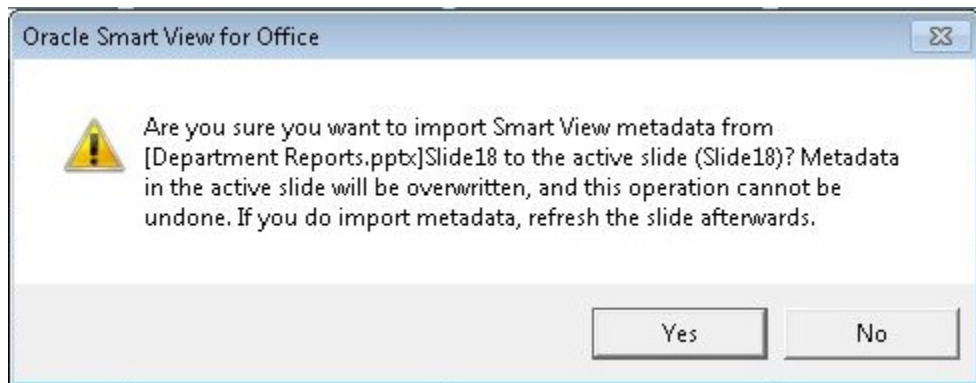 Oracle Smart View for Office
Are you sure you want to import Smart View metadata from
[Department Reports.pptx]Slide18 to the active slide (Slide18)? Metadata
in the active slide will be overwritten, and this operation cannot be
undone. If you do import metadata, refresh the slide afterwards.
Yes
No